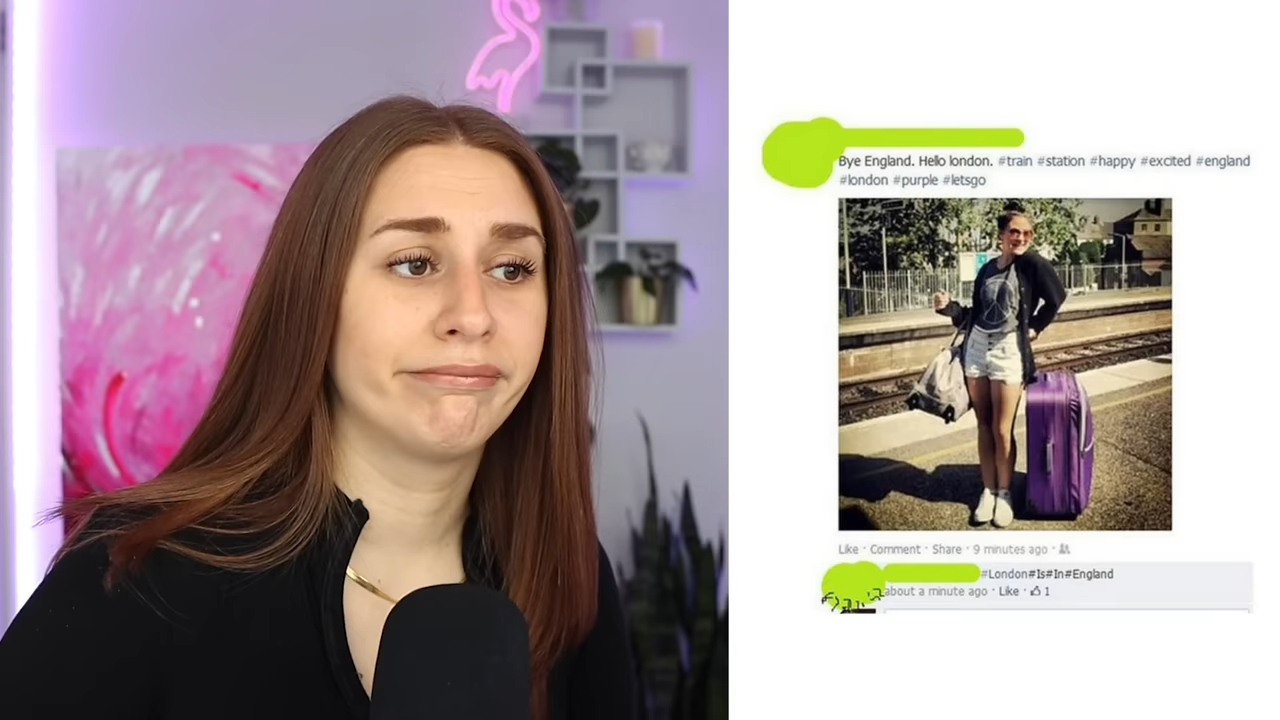 Bye England. Hello london. #train #station #happy #excited #england
#london #purple #letsgo
Like · Comment · Share · 9 minutes ago ·
#London#Is#In#England
about a minute ago · Like · 1